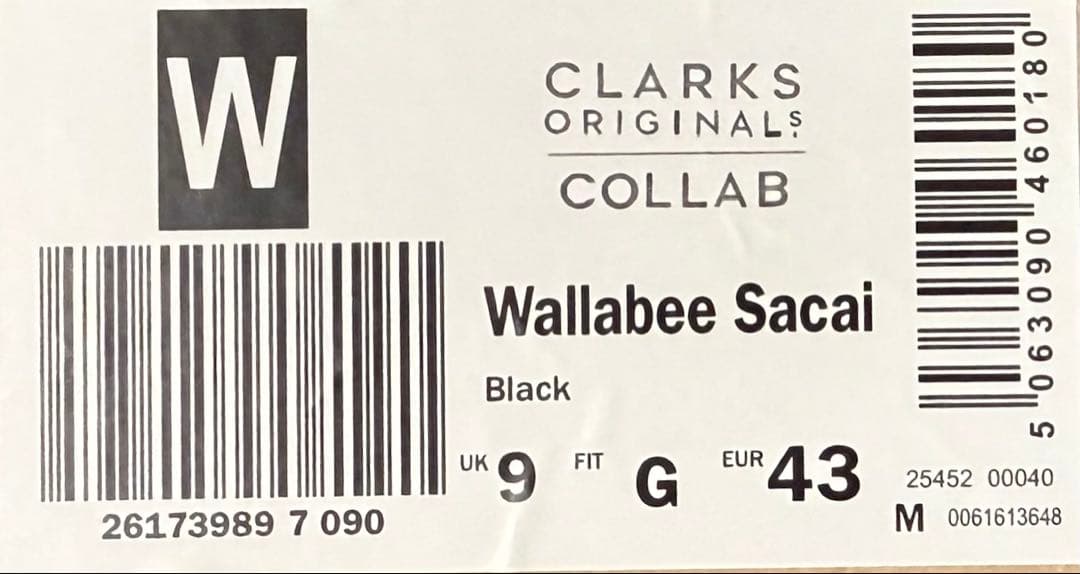 W
CLARKS
ORIGINALS
COLLAB
Wallabee Sacai
Black
UK 9 FIT G EUR 43
26173989 7 090
5 063090 460180
25452 00040
M 0061613648